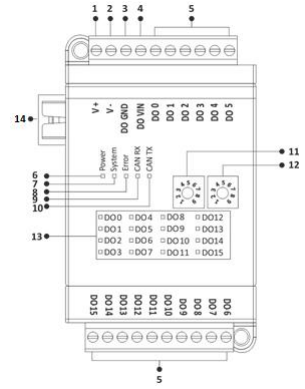 1 2 3 4 5
V +
V -
DO GND
DO VIN
DO 0
DO 1
DO 2
DO 3
DO 4
DO 5
14
6 Power
7 System
8 Error
9 CAN RX
10 CAN TX
11
12
13
DO0 DO4 DO8 DO12
DO1 DO5 DO9 DO13
DO2 DO6 DO10 DO14
DO3 DO7 DO11 DO15
DO15
DO14
DO13
DO12
DO11
DO10
DO9
DO8
DO7
DO6
5